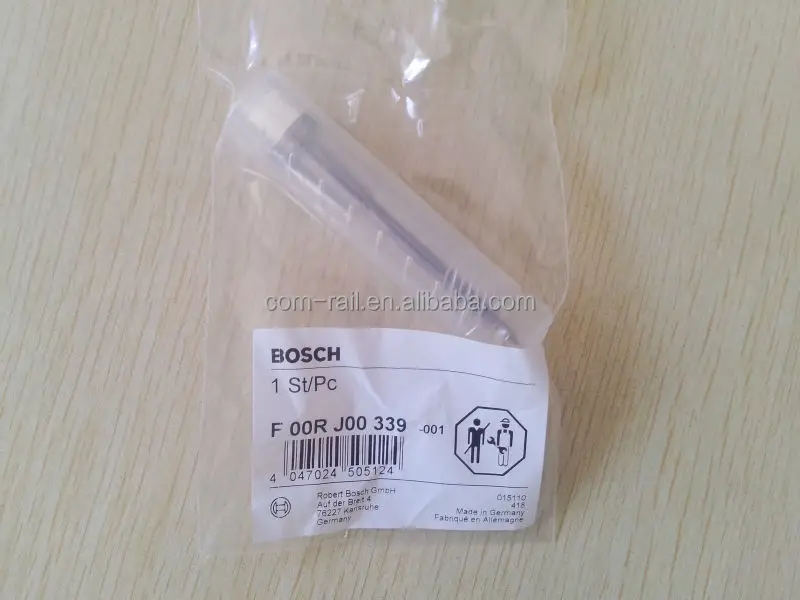 com-rail.en.alibaba.com
BOSCH
1 St/Pc
F 00R J00 339 -001
4 047024 505124
Robert Bosch GmbH
Auf der Breit 4
76227 Karlsruhe
Germany
015110
418
Made in Germany
Fabriqué en Allemagne